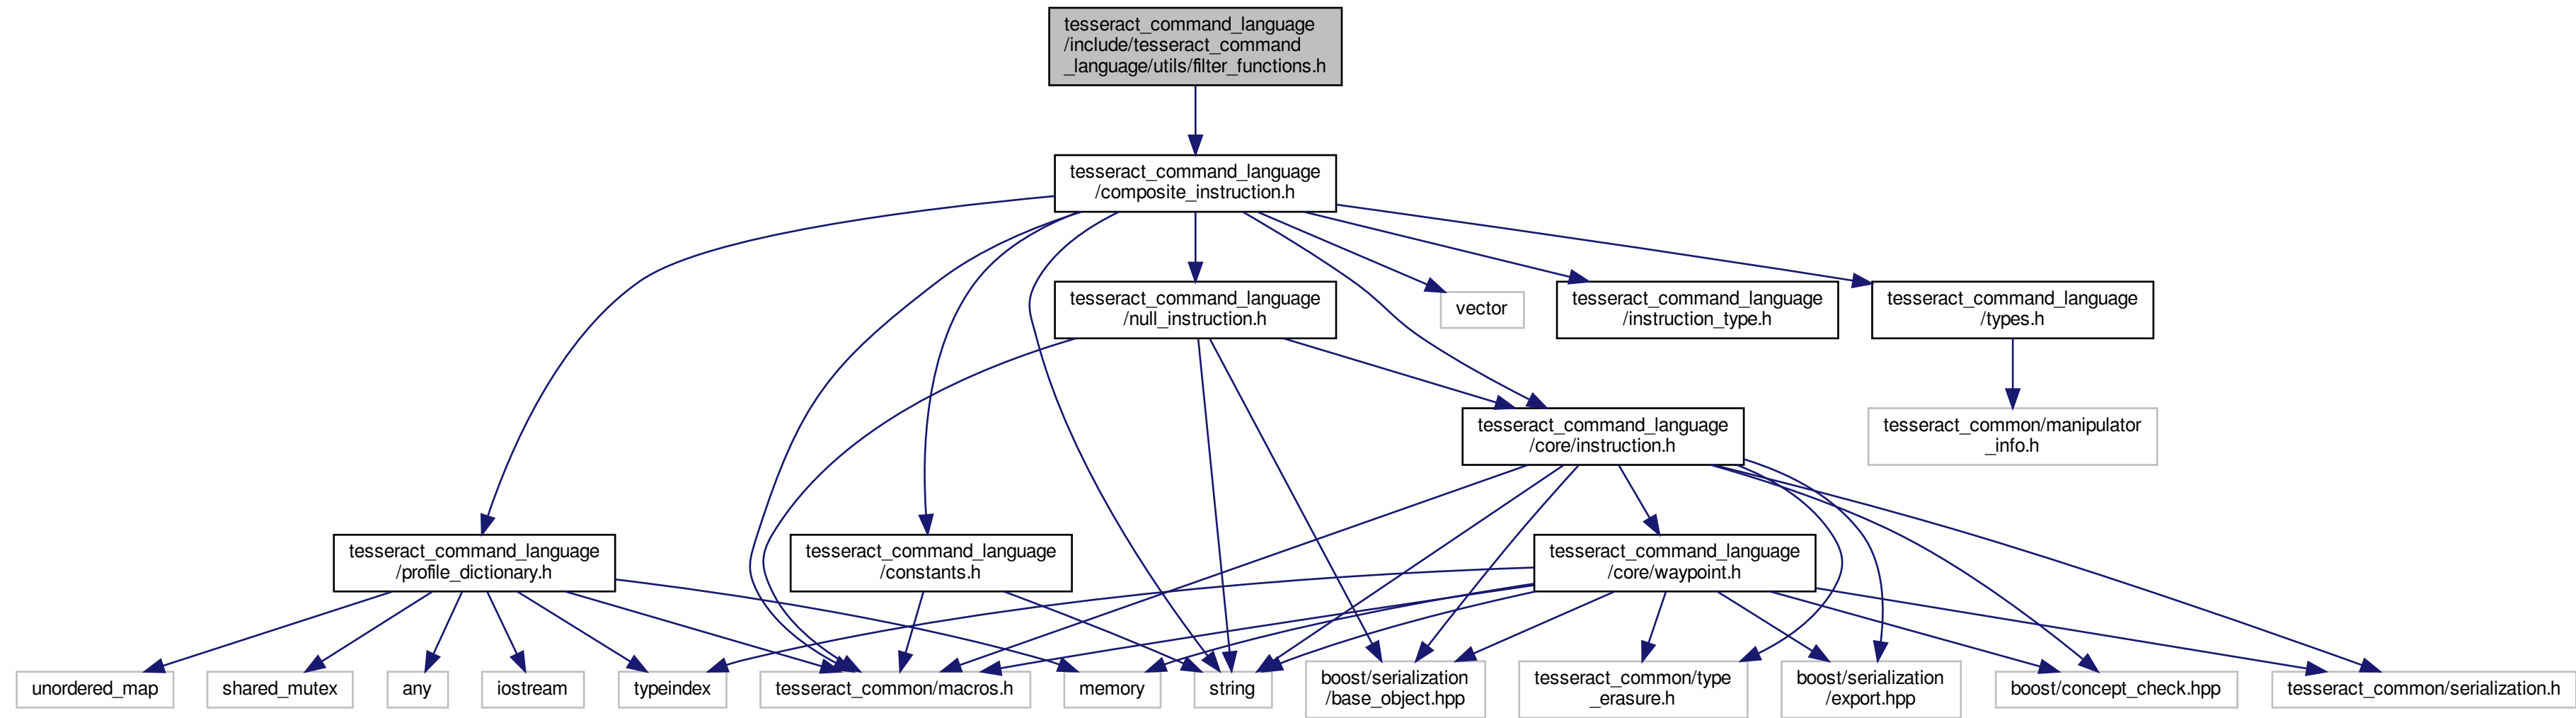 tesseract_command_language
/include/tesseract_command
_language/utils/filter_functions.h
tesseract_command_language
/composite_instruction.h
tesseract_command_language
/null_instruction.h
vector
tesseract_command_language
/instruction_type.h
tesseract_command_language
/types.h
tesseract_command_language
/core/instruction.h
tesseract_common/manipulator
_info.h
tesseract_command_language
/profile_dictionary.h
tesseract_command_language
/constants.h
tesseract_command_language
/core/waypoint.h
unordered_map
shared_mutex
any
iostream
typeindex
tesseract_common/macros.h
memory
string
boost/serialization
/base_object.hpp
tesseract_common/type
_erasure.h
boost/serialization
/export.hpp
boost/concept_check.hpp
tesseract_common/serialization.h